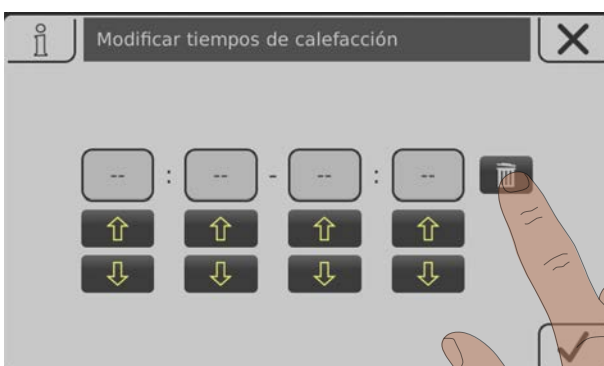 Modificar tiempos de calefacción
-- : -- - -- : --